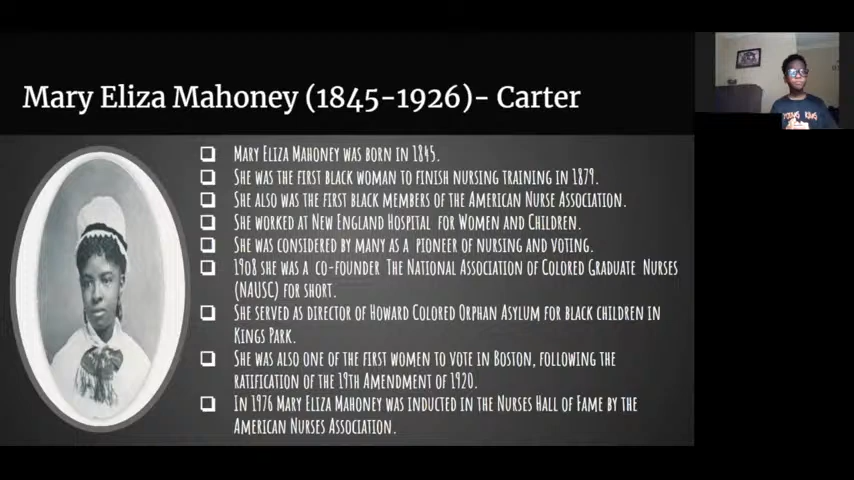 Mary Eliza Mahoney (1845-1926)- Carter
Mary Eliza Mahoney was born in 1845.
She was the first black woman to finish nursing training in 1879.
She also was the first black members of the American Nurse Association.
She worked at New England Hospital for Women and Children.
She was considered by many as a pioneer of nursing and voting.
1908 she was a co-founder The National Association of Colored Graduate Nurses
(NAUSC) for short.
She served as director of Howard Colored Orphan Asylum for black children in
Kings Park.
She was also one of the first women to vote in Boston, following the
ratification of the 19th Amendment of 1920.
In 1976 Mary Eliza Mahoney was inducted in the Nurses Hall of Fame by the
American Nurses Association.
YOUNG KING